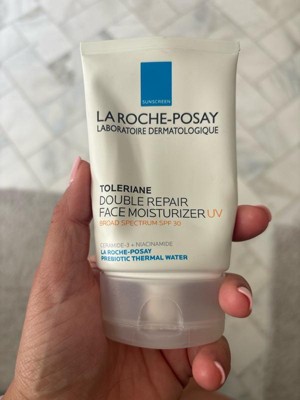 SUNSCREEN
LA ROCHE-POSAY
LABORATOIRE DERMATOLOGIQUE
TOLERIANE
DOUBLE REPAIR
FACE MOISTURIZER UV
BROAD SPECTRUM SPF 30
CERAMIDE-3 + NIACINAMIDE
LA ROCHE-POSAY
PREBIOTIC THERMAL WATER